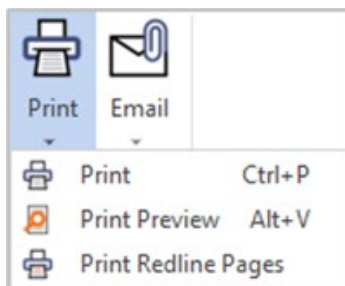 Print Email
Print Ctrl+P
Print Preview Alt+V
Print Redline Pages